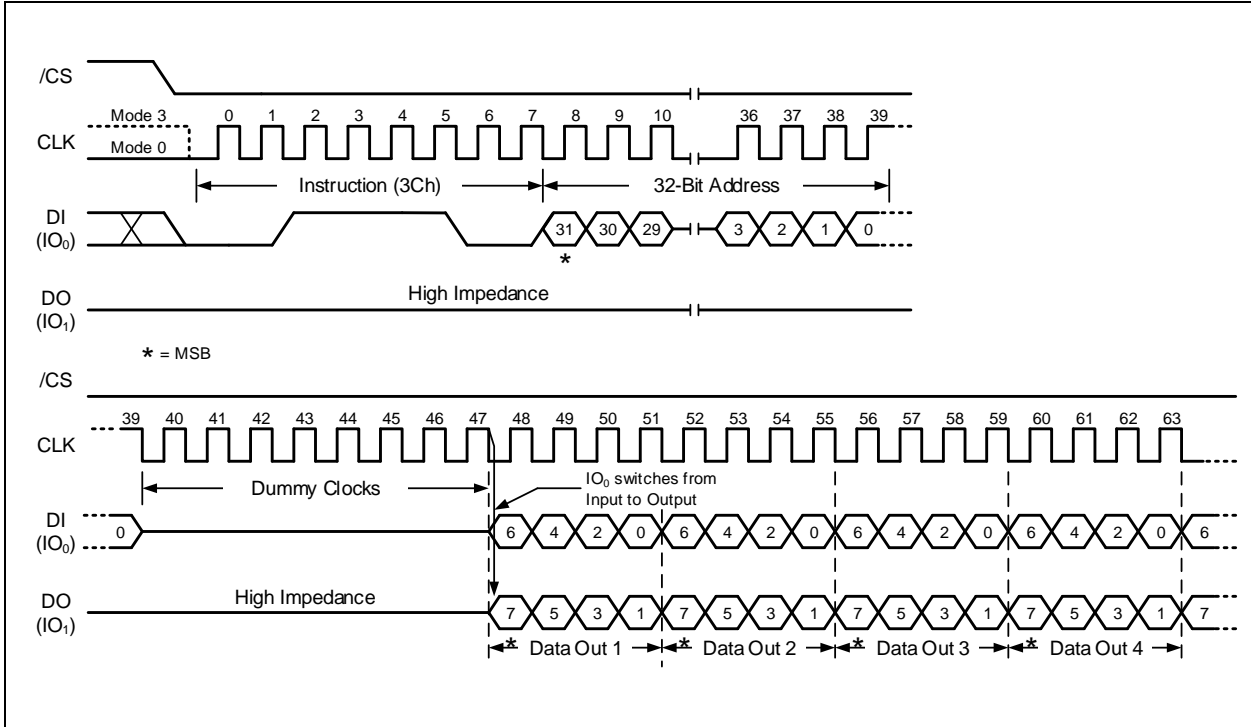 /CS
Mode 3 0 1 2 3 4 5 6 7 8 9 10 36 37 38 39
CLK
Mode 0
Instruction (3Ch) 32-Bit Address
DI
(IO0) 31 30 29 3 2 1 0
*
High Impedance
DO
(IO1)
* = MSB
/CS
39 40 41 42 43 44 45 46 47 48 49 50 51 52 53 54 55 56 57 58 59 60 61 62 63
CLK
Dummy Clocks
IO0 switches from
Input to Output
DI
(IO0) 0 6 4 2 0 6 4 2 0 6 4 2 0 6 4 2 0 6
High Impedance
DO
(IO1) 7 5 3 1 7 5 3 1 7 5 3 1 7 5 3 1 7
* Data Out 1 * Data Out 2 * Data Out 3 * Data Out 4